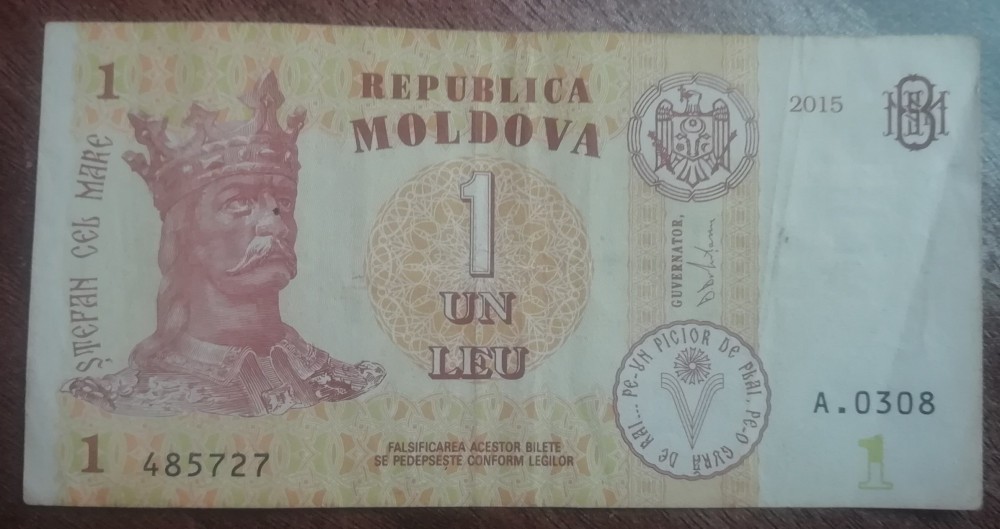 1
REPUBLICA
MOLDOVA
2015
ȘTEFAN CEL MARE
1
UN
LEU
GUVERNATOR,
PE-UN PICIOR DE PLAI, PE-O GURĂ DE RAI...
A.0308
1
485727
FALSIFICAREA ACESTOR BILETE
SE PEDEPSEȘTE CONFORM LEGILOR
1